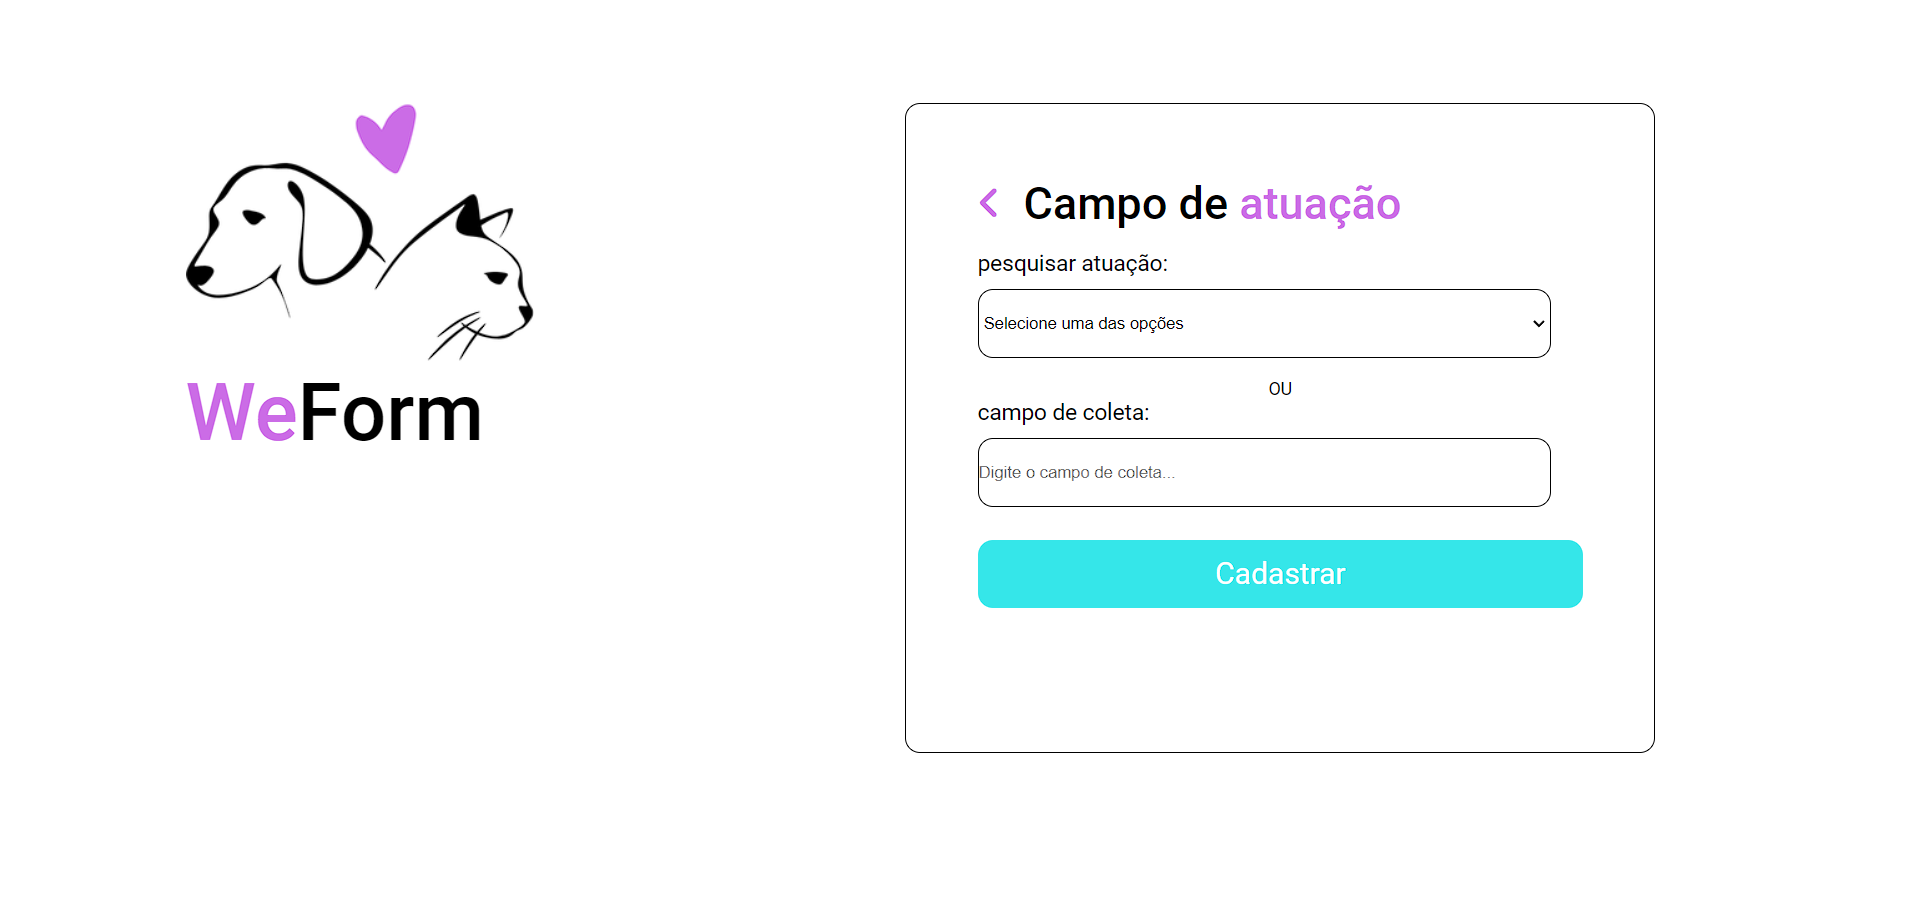 WeForm
Campo de atuação
pesquisar atuação:
Selecione uma das opções
OU
campo de coleta:
Digite o campo de coleta...
Cadastrar